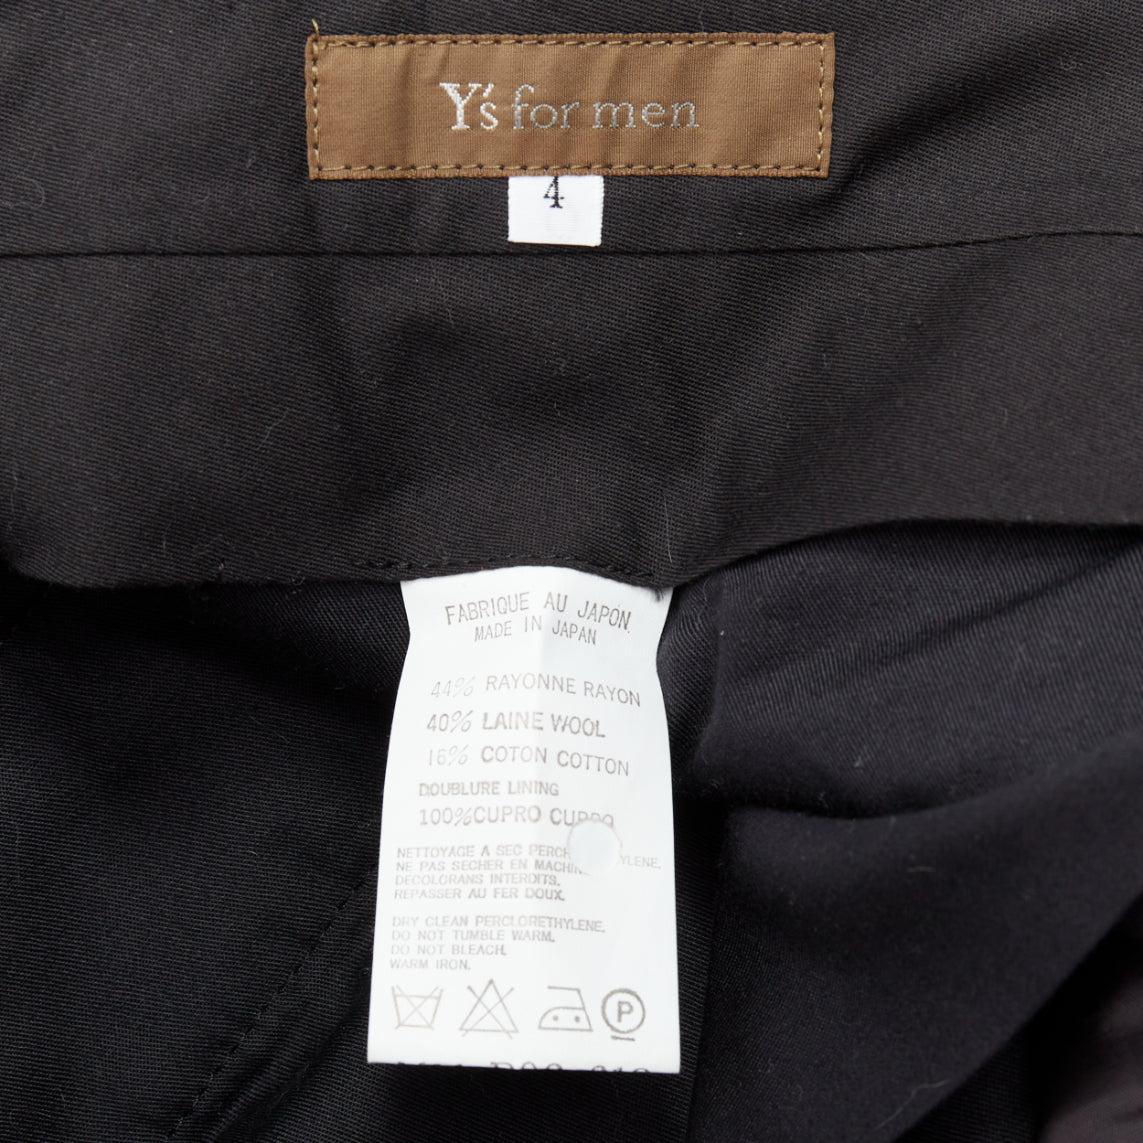 Y's for men
4
FABRIQUE AU JAPON
MADE IN JAPAN
44% RAYONNE RAYON
40% LAINE WOOL
16% COTON COTTON
DOUBLURE LINING
100%CUPRO CUPRO
NETTOYAGE A SEC
NE PAS SECHER EN
DECOLORANS INTERDITS.
REPASSER AU FER DOUX.
DRY CLEAN PERCLORETHYLENE.
DO NOT TUMBLE WARM.
DO NOT BLEACH.
WARM IRON.
P